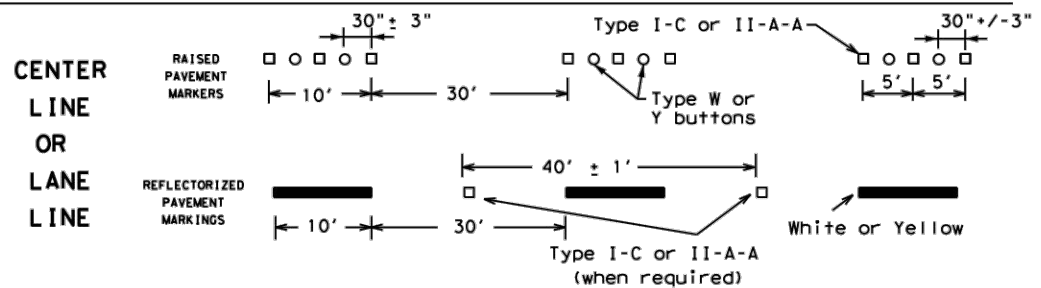 CENTER
LINE
OR
LANE
LINE
RAISED
PAVEMENT
MARKERS
30"± 3"
10'
30'
Type I-C or II-A-A
Type W or
Y buttons
30"+/-3"
5'
5'
REFLECTORIZED
PAVEMENT
MARKINGS
10'
30'
40' ± 1'
Type I-C or II-A-A
(when required)
White or Yellow